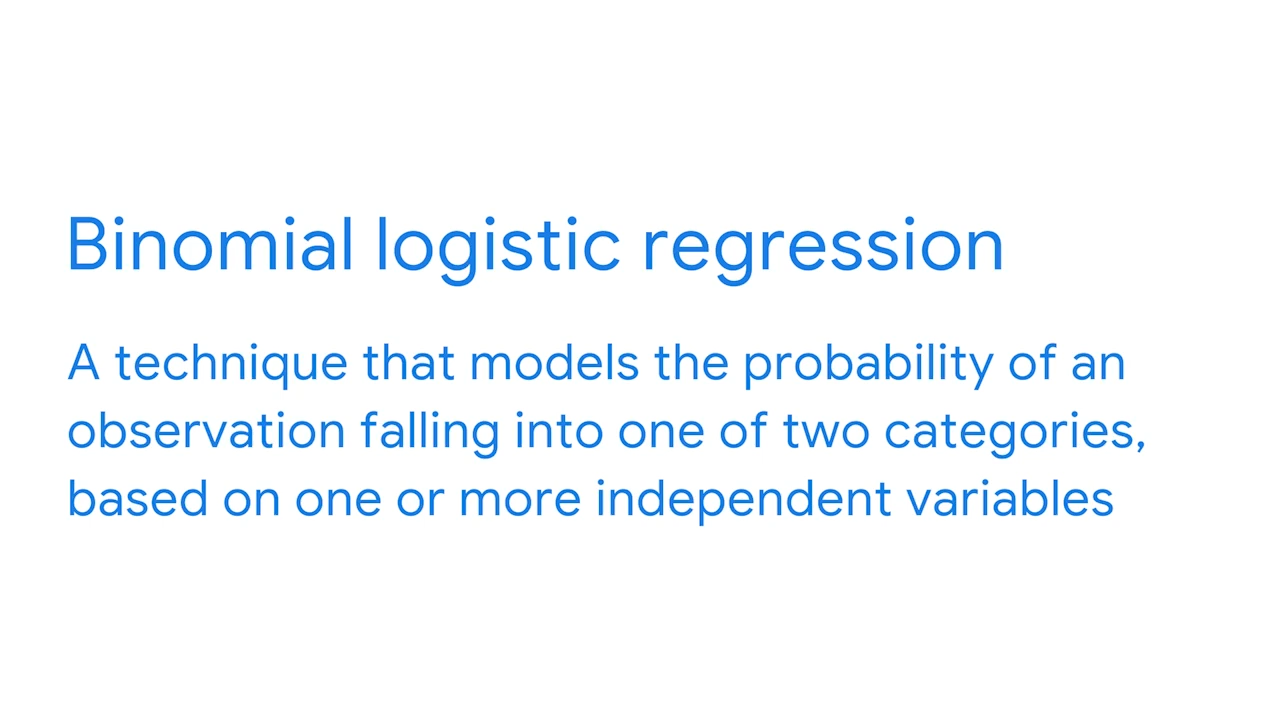 Binomial logistic regression
A technique that models the probability of an
observation falling into one of two categories,
based on one or more independent variables